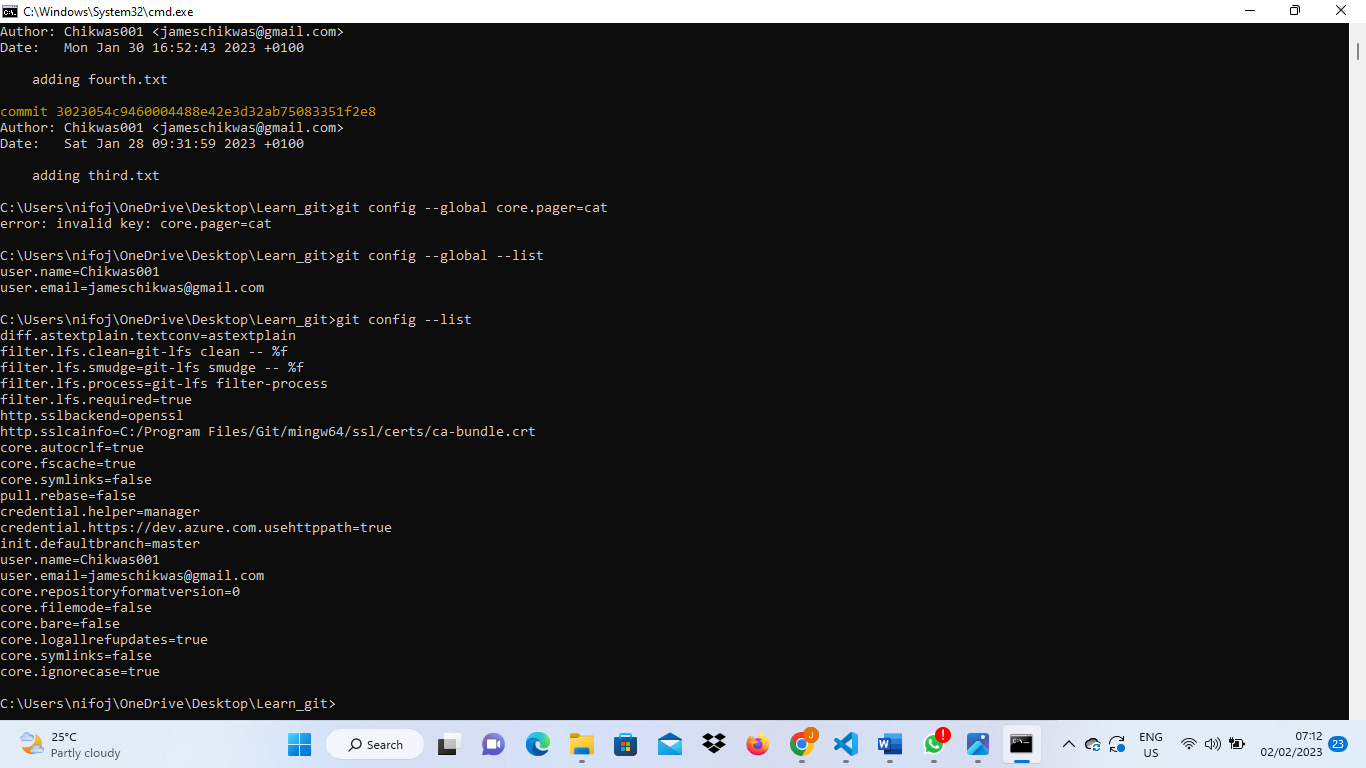 C:\Windows\System32\cmd.exe
Author: Chikwas001 <jameschikwas@gmail.com>
Date:   Mon Jan 30 16:52:43 2023 +0100
    adding fourth.txt
commit 3023054c9460004488e42e3d32ab75083351f2e8
Author: Chikwas001 <jameschikwas@gmail.com>
Date:   Sat Jan 28 09:31:59 2023 +0100
    adding third.txt
C:\Users\nifoj\OneDrive\Desktop\Learn_git>git config --global core.pager=cat
error: invalid key: core.pager=cat
C:\Users\nifoj\OneDrive\Desktop\Learn_git>git config --global --list
user.name=Chikwas001
user.email=jameschikwas@gmail.com
C:\Users\nifoj\OneDrive\Desktop\Learn_git>git config --list
diff.astextplain.textconv=astextplain
filter.lfs.clean=git-lfs clean -- %f
filter.lfs.smudge=git-lfs smudge -- %f
filter.lfs.process=git-lfs filter-process
filter.lfs.required=true
http.sslbackend=openssl
http.sslcainfo=C:/Program Files/Git/mingw64/ssl/certs/ca-bundle.crt
core.autocrlf=true
core.fscache=true
core.symlinks=false
pull.rebase=false
credential.helper=manager
credential.https://dev.azure.com.usehttppath=true
init.defaultbranch=master
user.name=Chikwas001
user.email=jameschikwas@gmail.com
core.repositoryformatversion=0
core.filemode=false
core.bare=false
core.logallrefupdates=true
core.symlinks=false
core.ignorecase=true
C:\Users\nifoj\OneDrive\Desktop\Learn_git>
25°C
Partly cloudy
Search
J
ENG
US
07:12
02/02/2023
23